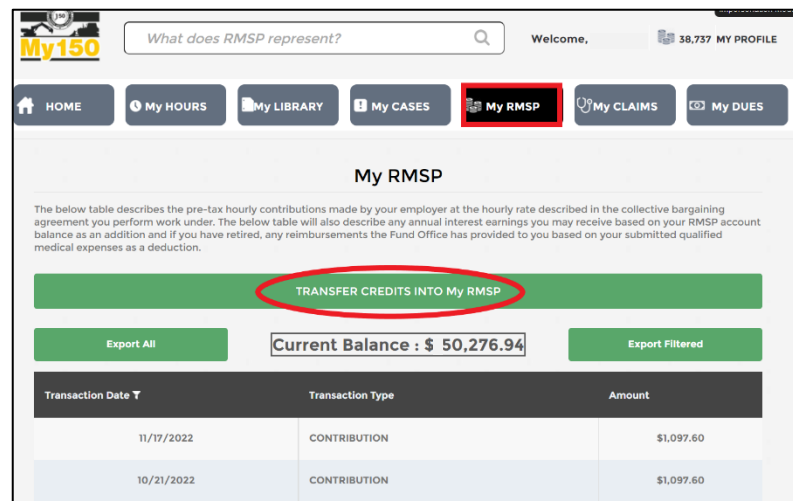 150
My150
What does RMSP represent?
Welcome,
38,737 MY PROFILE
HOME
My HOURS
My LIBRARY
My CASES
My RMSP
My CLAIMS
My DUES
My RMSP
The below table describes the pre-tax hourly contributions made by your employer at the hourly rate described in the collective bargaining
agreement you perform work under. The below table will also describe any annual interest earnings you may receive based on your RMSP account
balance as an addition and if you have retired, any reimbursements the Fund Office has provided to you based on your submitted qualified
medical expenses as a deduction.
TRANSFER CREDITS INTO My RMSP
Export All
Current Balance : $ 50,276.94
Export Filtered
Transaction Date
Transaction Type
Amount
11/17/2022
CONTRIBUTION
$1,097.60
10/21/2022
CONTRIBUTION
$1,097.60